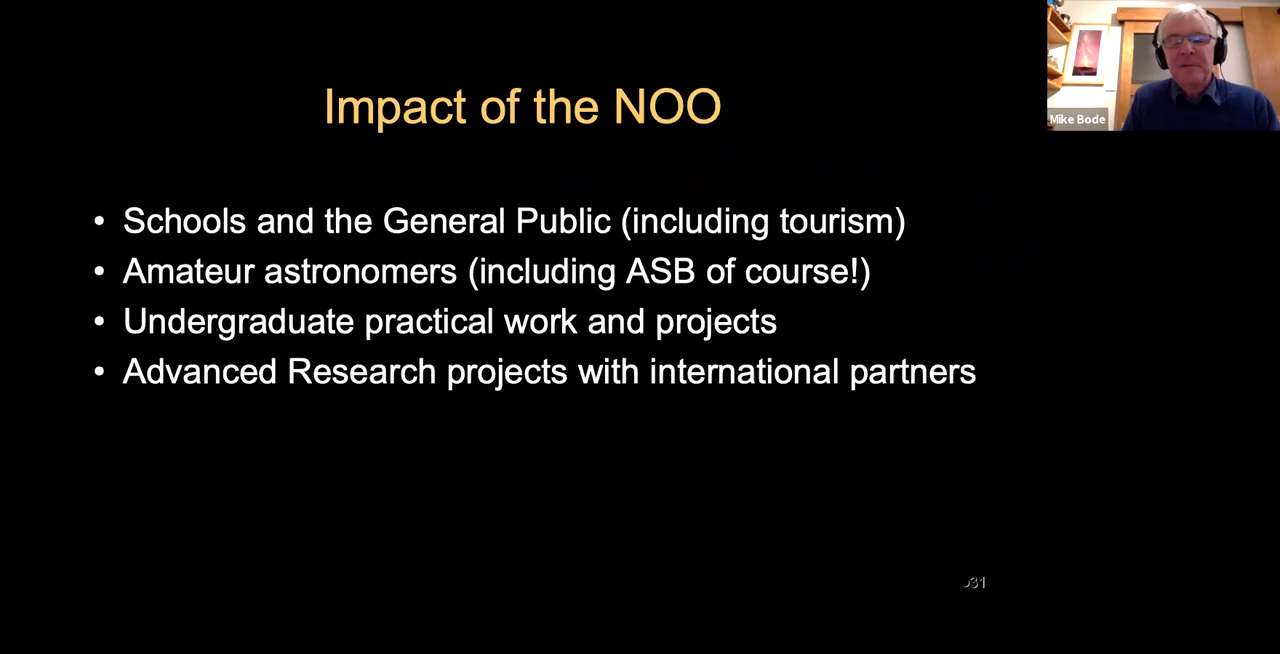 Impact of the NOO
Mike Bode
• Schools and the General Public (including tourism)
• Amateur astronomers (including ASB of course!)
• Undergraduate practical work and projects
• Advanced Research projects with international partners
31